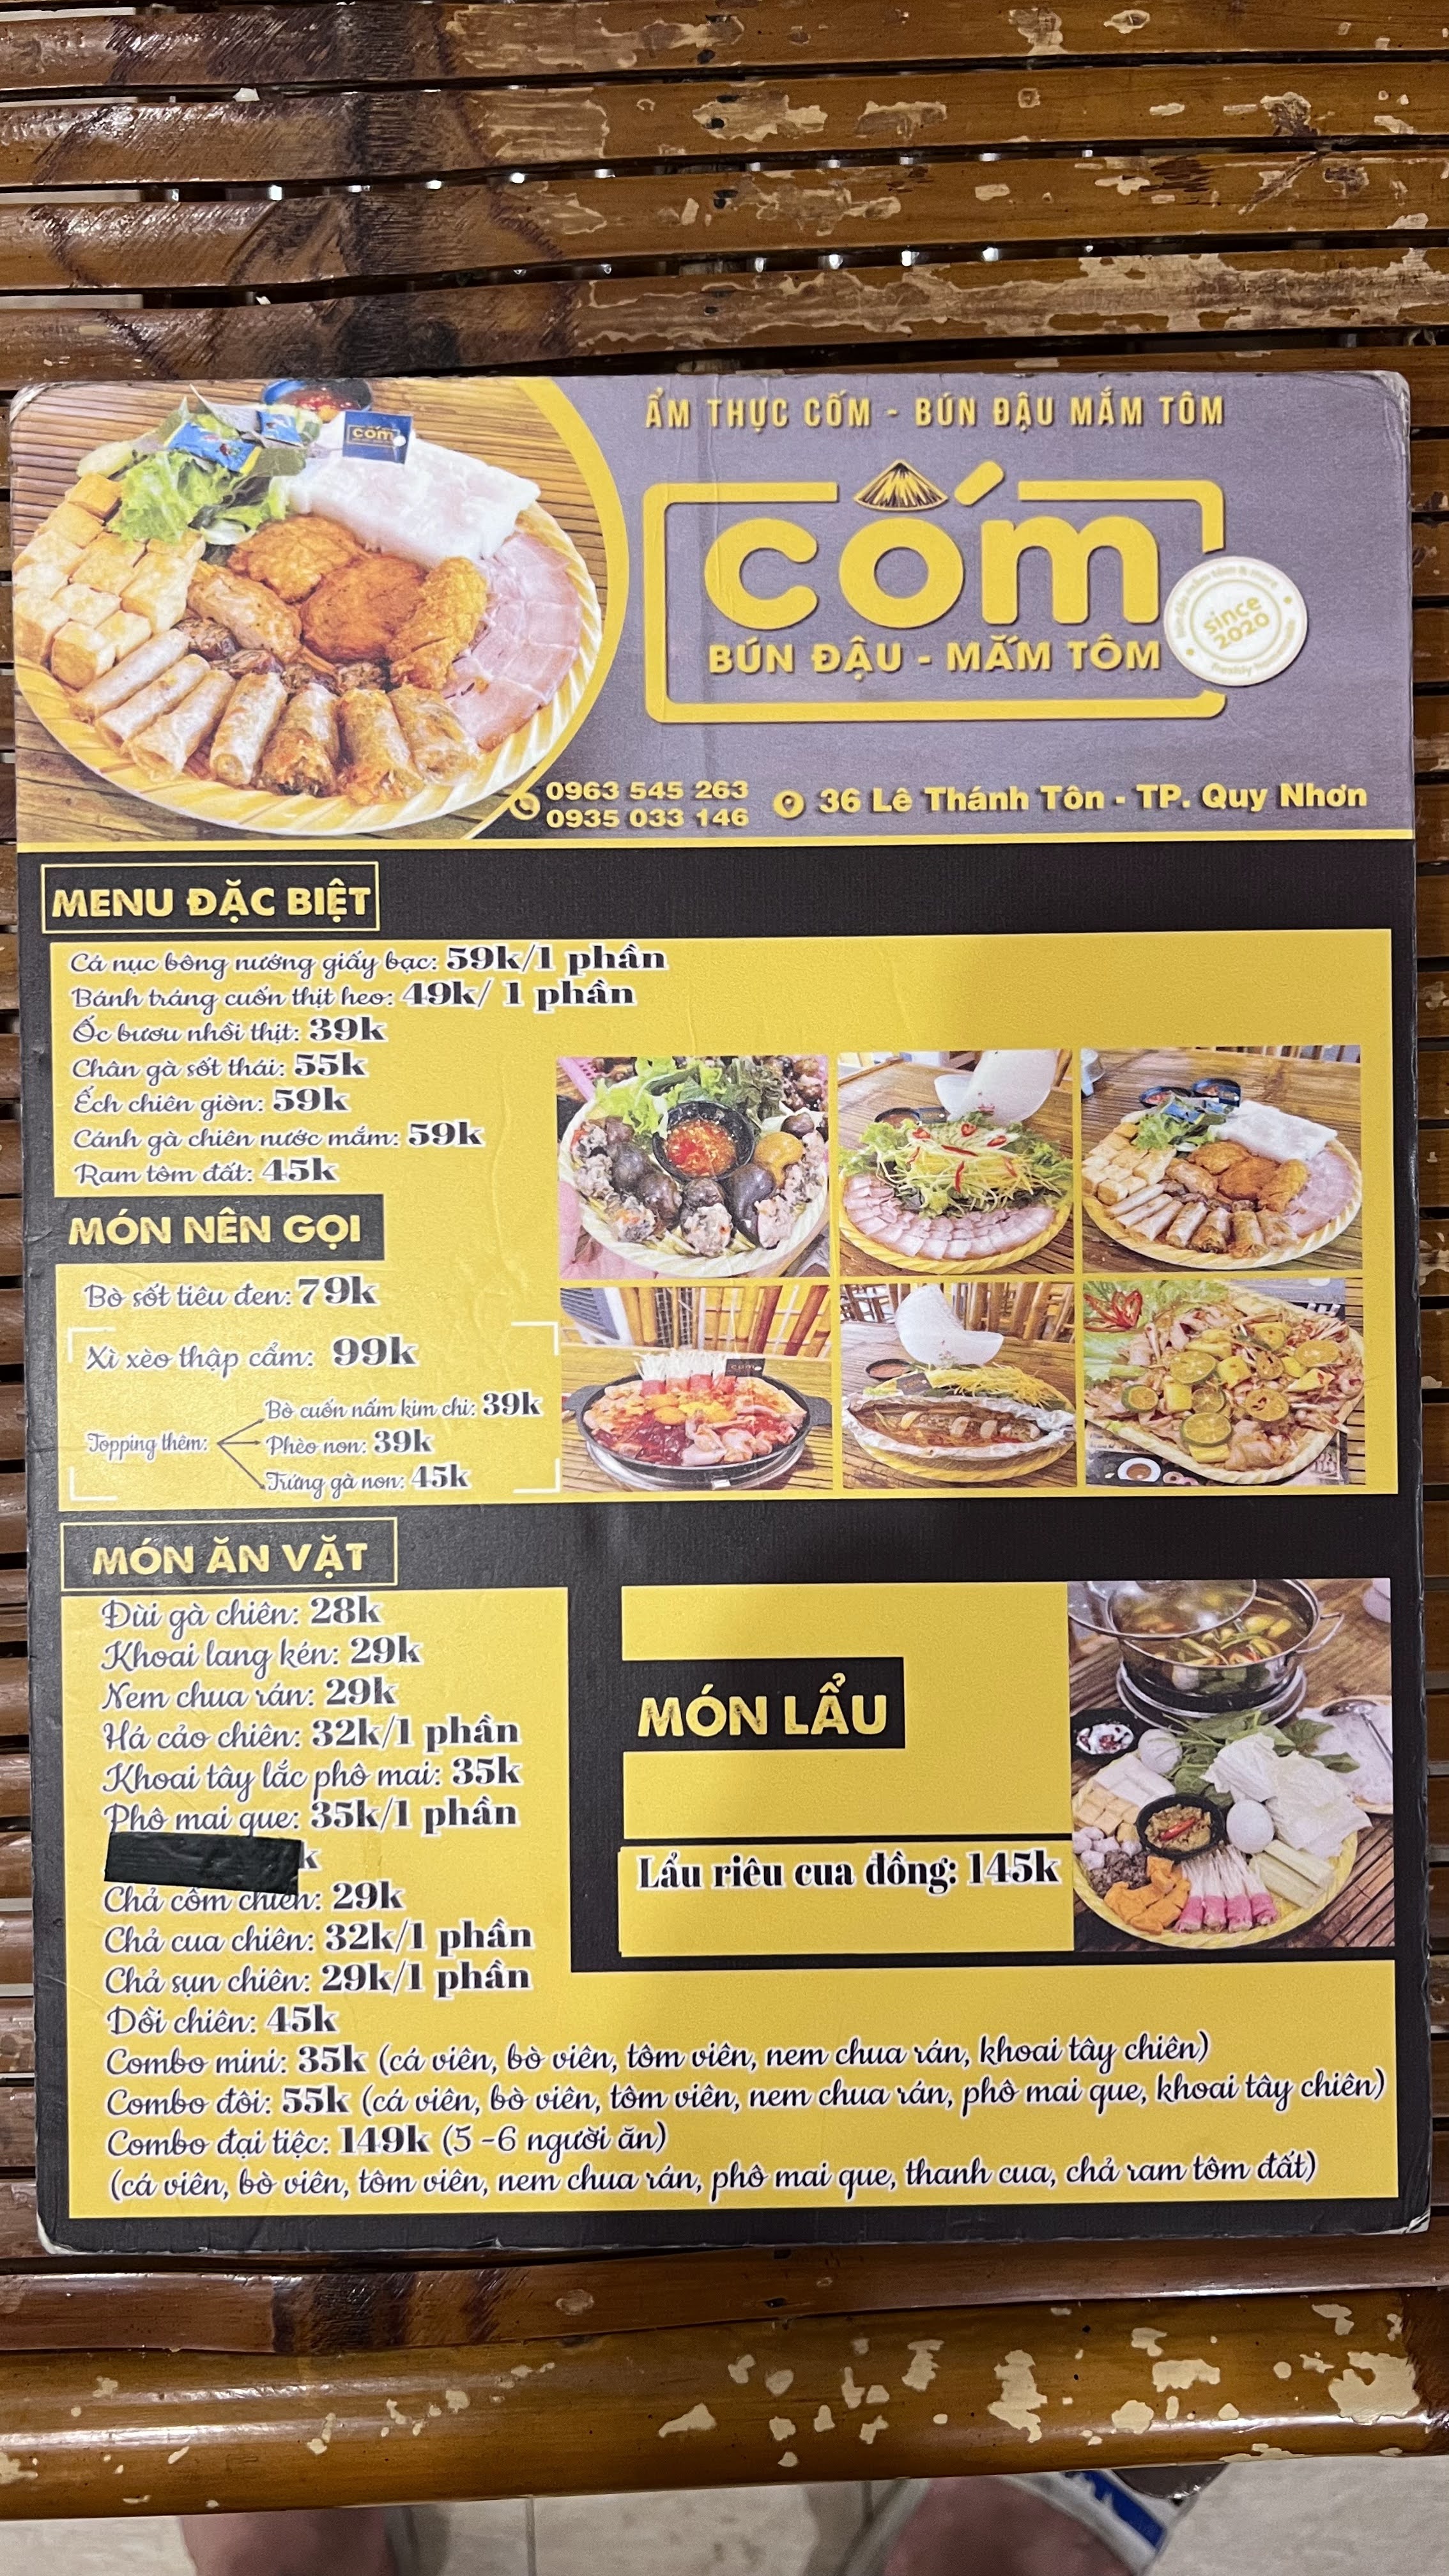 ẨM THỰC CỐM - BÚN ĐẬU MẮM TÔM
cốm
cốm
BÚN ĐẬU - MẮM TÔM
since
2020
0963 545 263
0935 033 146
36 Lê Thánh Tôn - TP. Quy Nhơn
MENU ĐẶC BIỆT
Cá nục bông nướng giấy bạc: 59k/1 phần
Bánh tráng cuốn thịt heo: 49k/ 1 phần
Ốc bươu nhồi thịt: 39k
Chân gà sốt thái: 55k
Ếch chiên giòn: 59k
Cánh gà chiên nước mắm: 59k
Ram tôm đất: 45k
MÓN NÊN GỌI
Bò sốt tiêu đen: 79k
Xì xèo thập cẩm: 99k
Topping thêm:
Bò cuốn nấm kim chi: 39k
Phèo non: 39k
Trứng gà non: 45k
MÓN ĂN VẶT
Đùi gà chiên: 28k
Khoai lang kén: 29k
Nem chua rán: 29k
Há cảo chiên: 32k/1 phần
Khoai tây lắc phô mai: 35k
Phô mai que: 35k/1 phần
k
Chả cốm chiên: 29k
Chả cua chiên: 32k/1 phần
Chả sụn chiên: 29k/1 phần
Dồi chiên: 45k
Combo mini: 35k (cá viên, bò viên, tôm viên, nem chua rán, khoai tây chiên)
Combo đôi: 55k (cá viên, bò viên, tôm viên, nem chua rán, phô mai que, khoai tây chiên)
Combo đại tiệc: 149k (5 -6 người ăn)
(cá viên, bò viên, tôm viên, nem chua rán, phô mai que, thanh cua, chả ram tôm đất)
MÓN LẨU
Lẩu riêu cua đồng: 145k